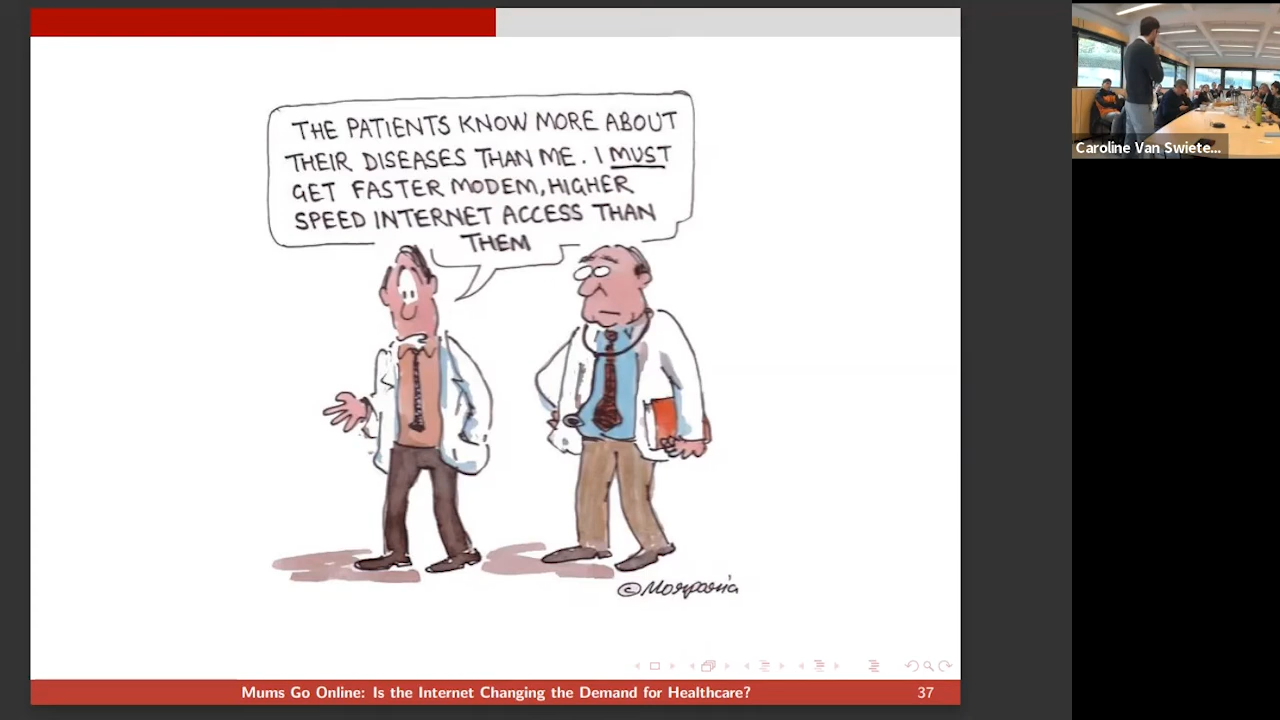 THE PATIENTS KNOW MORE ABOUT
THEIR DISEASES THAN ME. I MUST
GET FASTER MODEM, HIGHER
SPEED INTERNET ACCESS THAN
THEM
©Morparia
Mums Go Online: Is the Internet Changing the Demand for Healthcare?
37
Caroline Van Swiete...